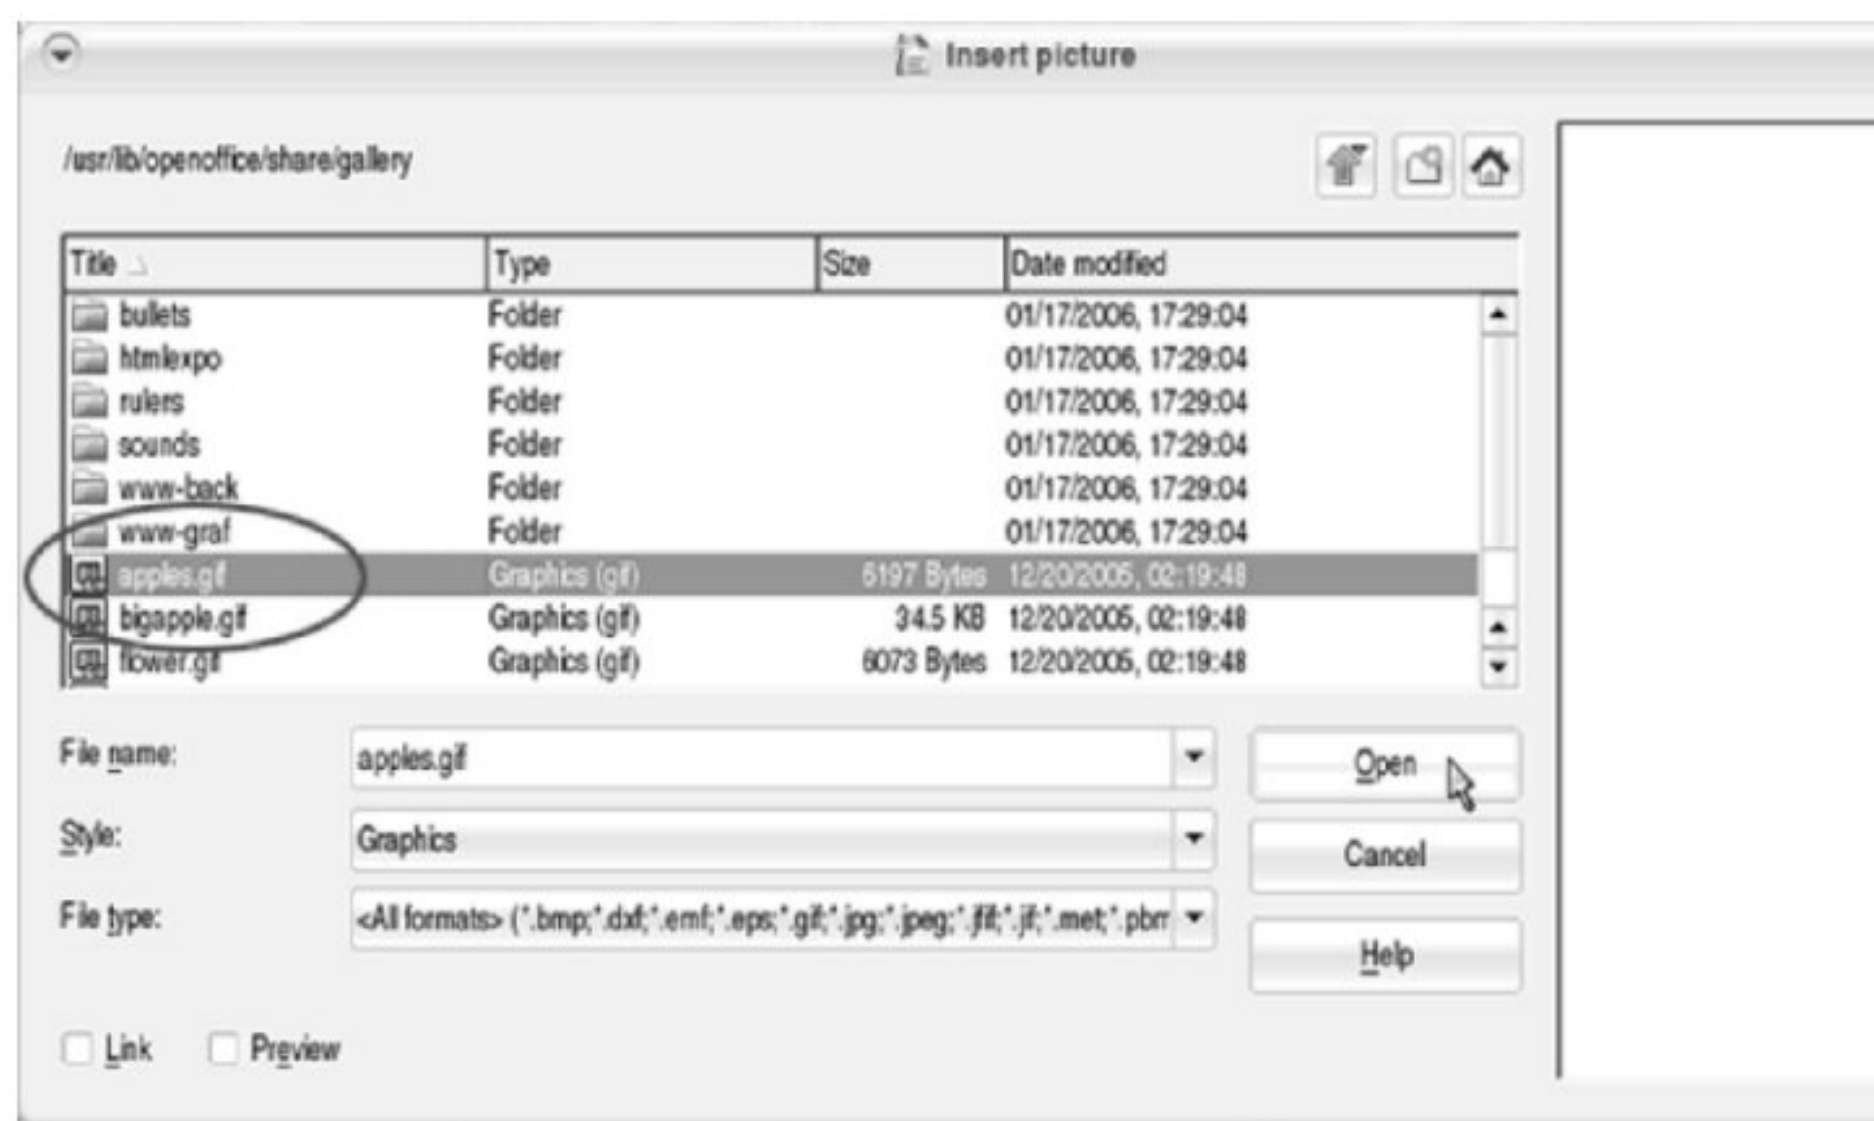 Insert picture
/usr/lib/openoffice/share/gallery
Title Type Size Date modified
bullets Folder 01/17/2006, 17:29:04
htmlexpo Folder 01/17/2006, 17:29:04
rulers Folder 01/17/2006, 17:29:04
sounds Folder 01/17/2006, 17:29:04
www-back Folder 01/17/2006, 17:29:04
www-graf Folder 01/17/2006, 17:29:04
apples.gif Graphics (gif) 6197 Bytes 12/20/2005, 02:19:48
bigapple.gif Graphics (gif) 34.5 KB 12/20/2005, 02:19:48
flower.gif Graphics (gif) 6073 Bytes 12/20/2005, 02:19:48
File name: apples.gif Open
Style: Graphics Cancel
File type: <All formats> (*.bmp;*.dxf;*.emf;*.eps;*.gif;*.jpg;*.jpeg;*.jfif;*.jif;*.met;*.pbm
Help
Link Preview